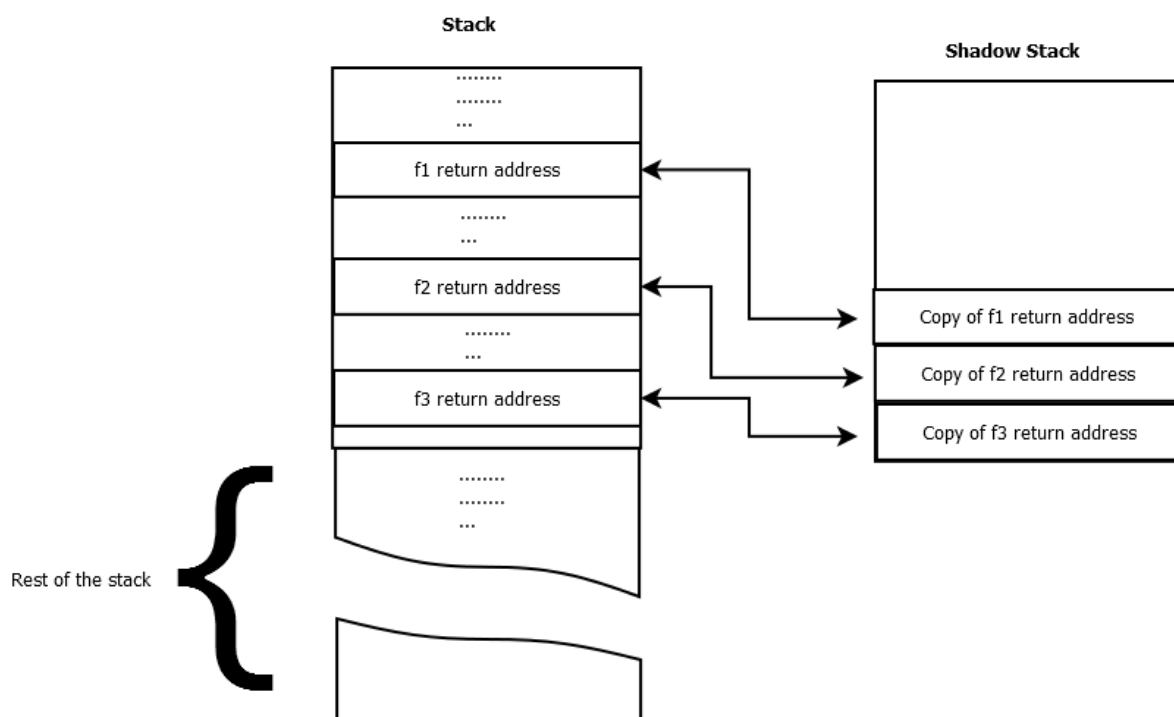 Stack
Shadow Stack
........
........
...
f1 return address
........
...
f2 return address
........
...
f3 return address
Copy of f1 return address
Copy of f2 return address
Copy of f3 return address
........
........
...
Rest of the stack
{